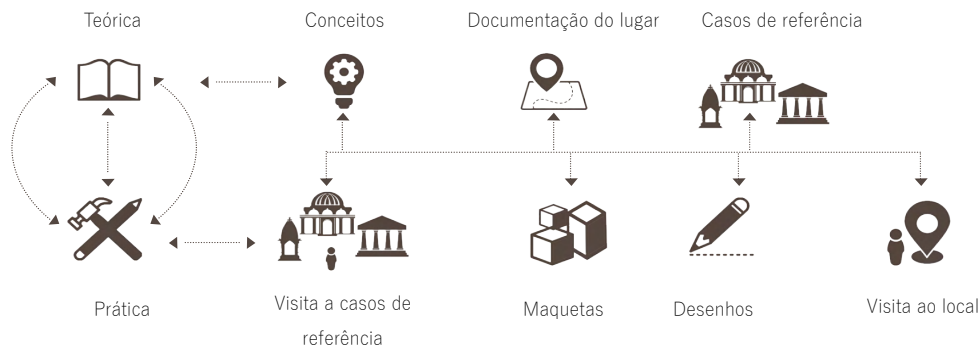 Teórica
Conceitos
Documentação do lugar
Casos de referência
Prática
Visita a casos de
referência
Maquetas
Desenhos
Visita ao local